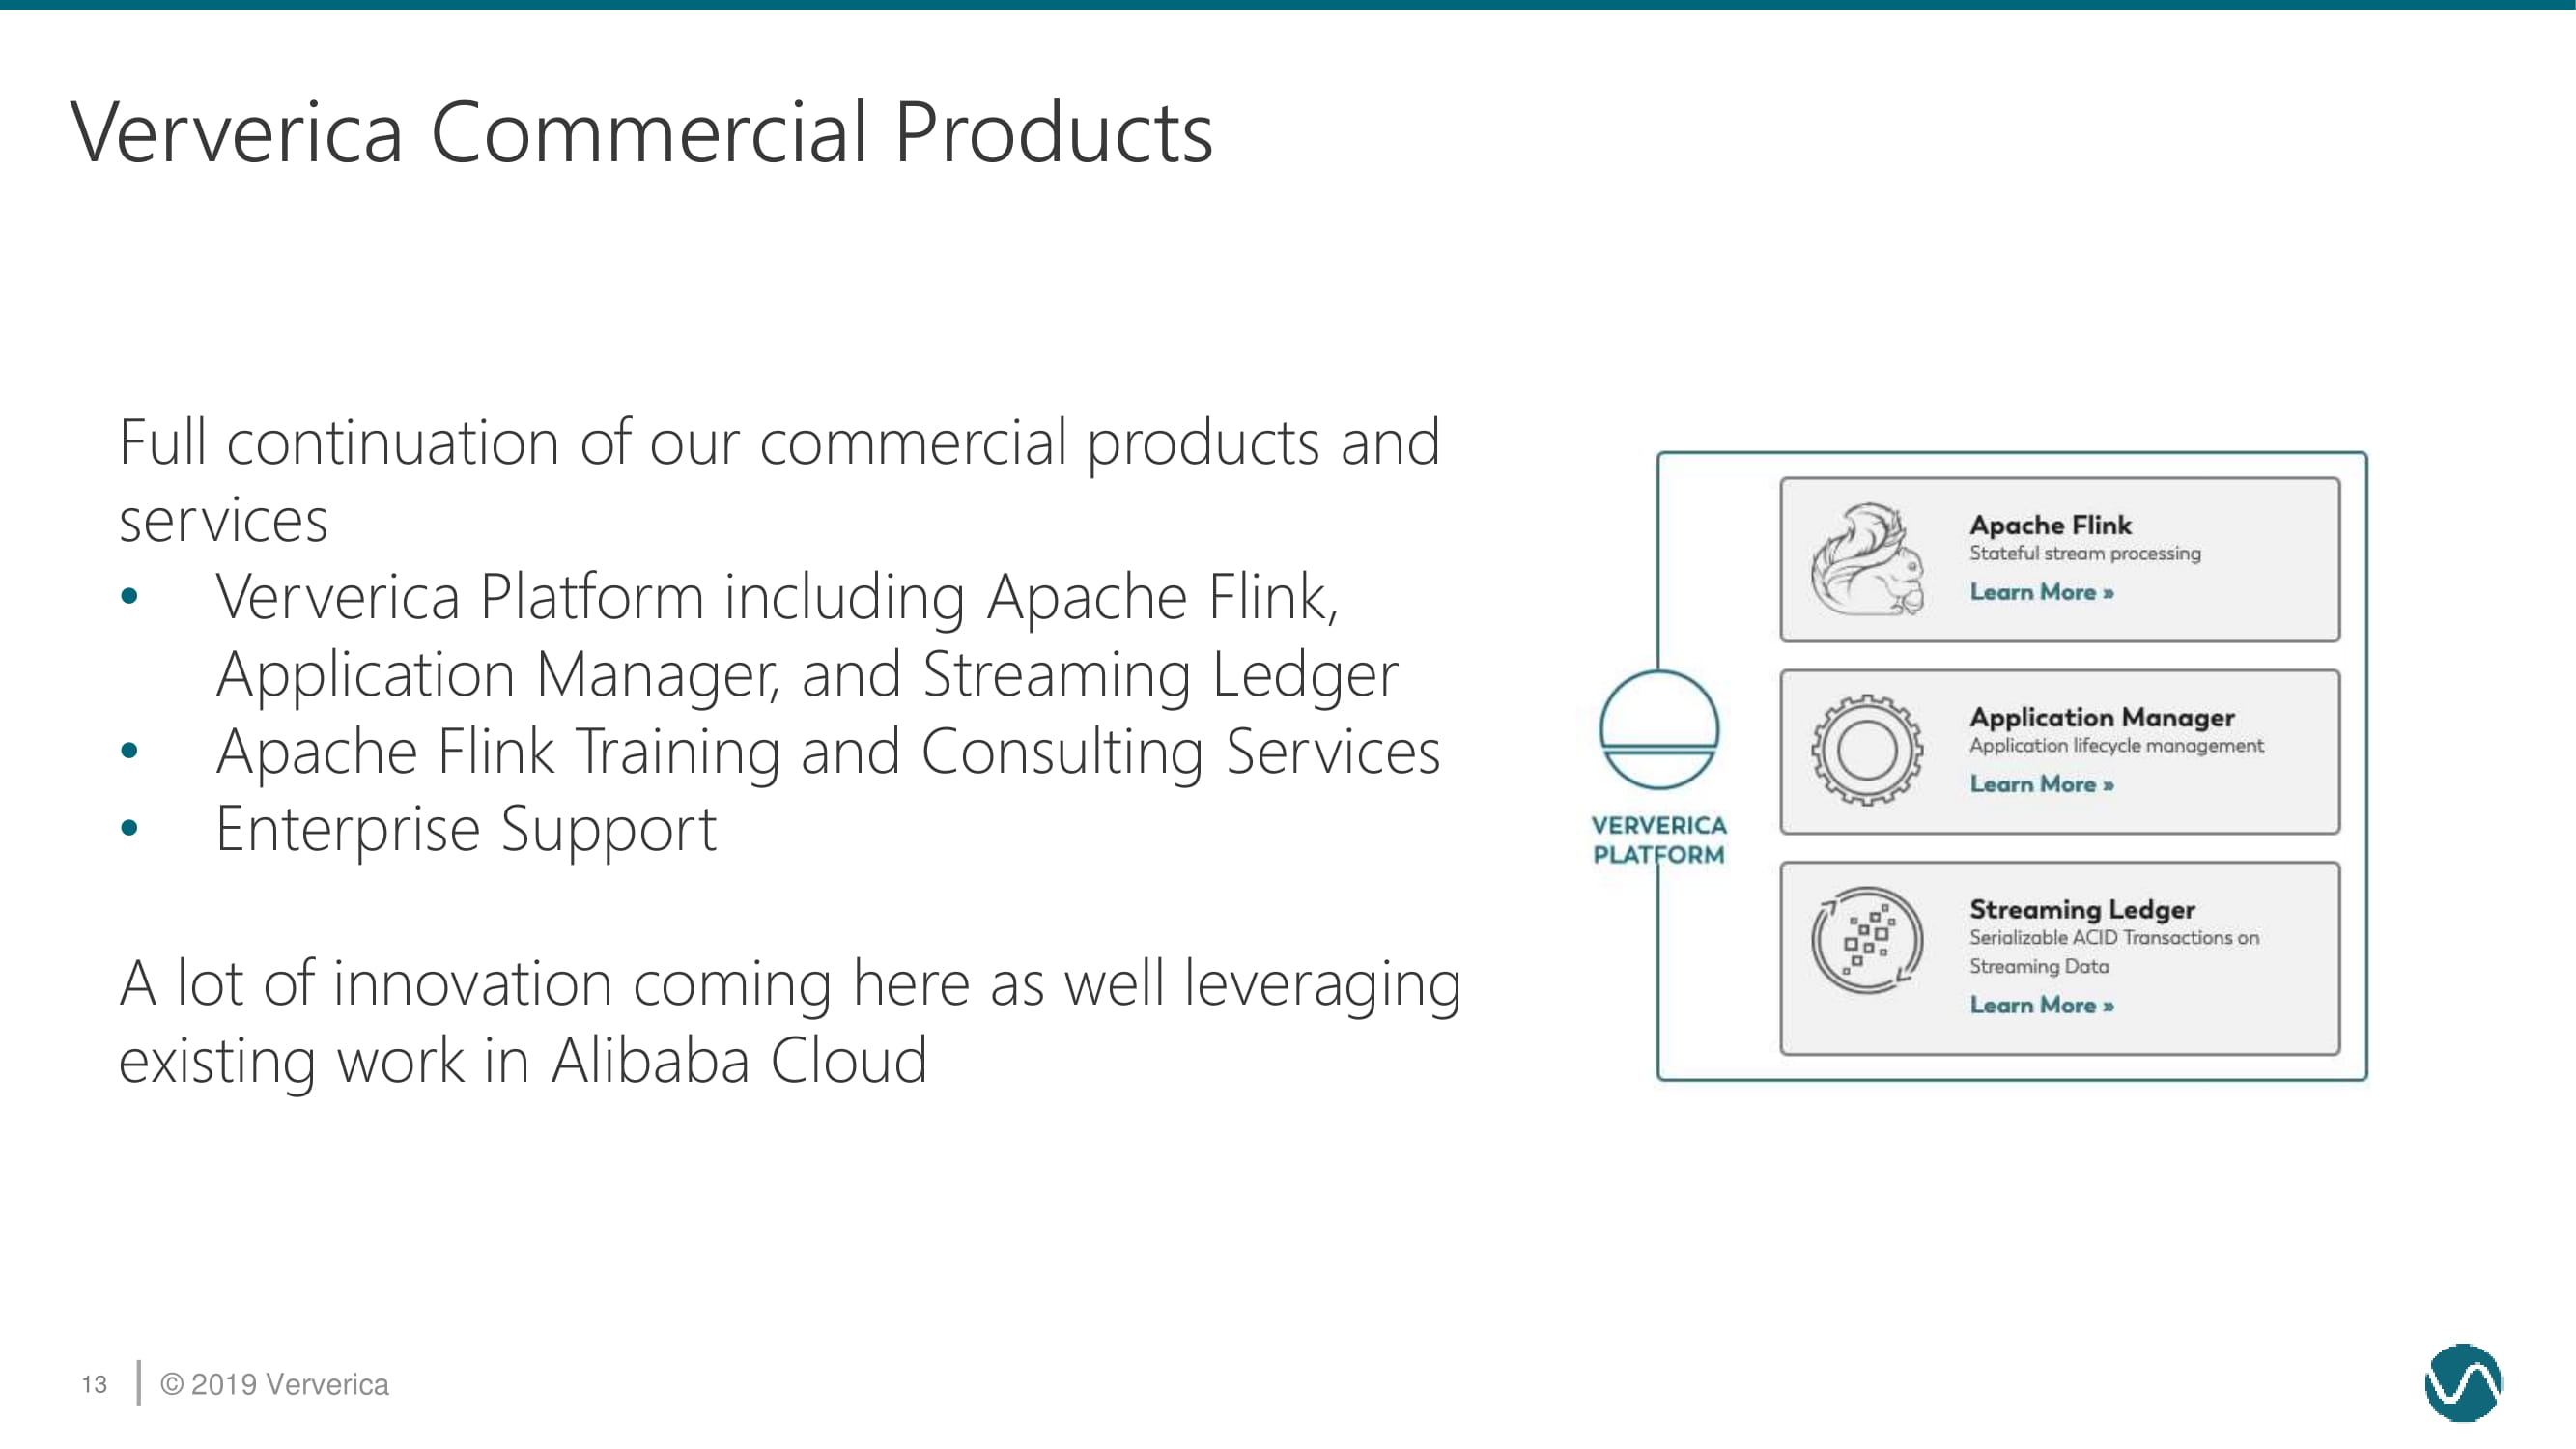 Ververica Commercial Products
Full continuation of our commercial products and
services
• Ververica Platform including Apache Flink,
Application Manager, and Streaming Ledger
• Apache Flink Training and Consulting Services
• Enterprise Support
A lot of innovation coming here as well leveraging
existing work in Alibaba Cloud
VERVERICA
PLATFORM
Apache Flink
Stateful stream processing
Learn More »
Application Manager
Application lifecycle management
Learn More »
Streaming Ledger
Serializable ACID Transactions on
Streaming Data
Learn More »
13 © 2019 Ververica